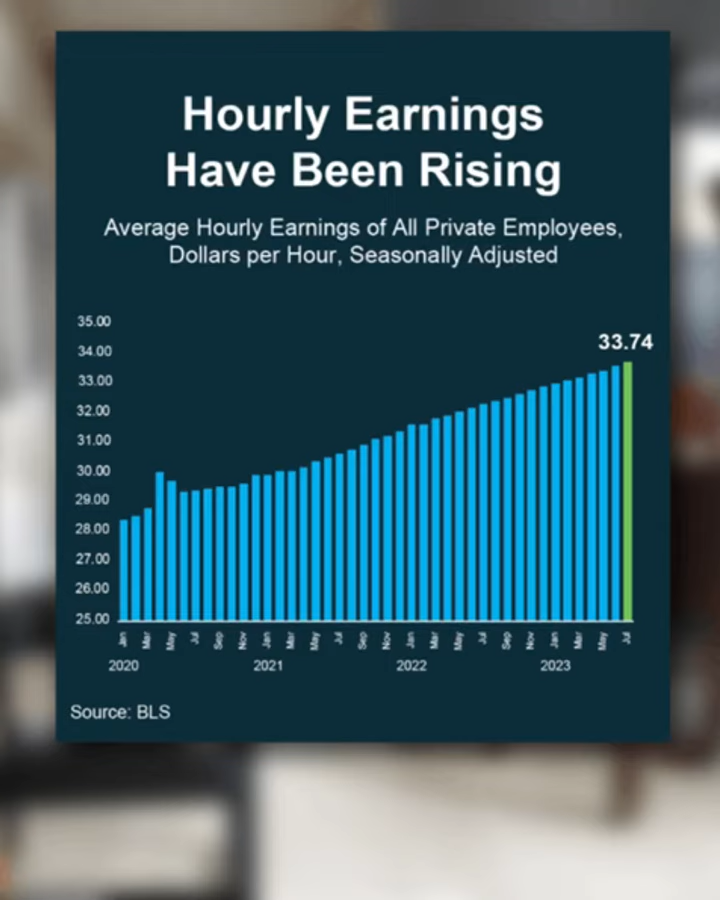 Hourly Earnings
Have Been Rising
Average Hourly Earnings of All Private Employees,
Dollars per Hour, Seasonally Adjusted
35.00
33.74
34.00
33.00
32.00
31.00
30.00
29.00
28.00
27.00
26.00
25.00
Jan Mar May Jul Sep Nov Jan Mar May Jul Sep Nov Jan Mar May Jul Sep Nov Jan Mar May Jul
2020 2021 2022 2023
Source: BLS